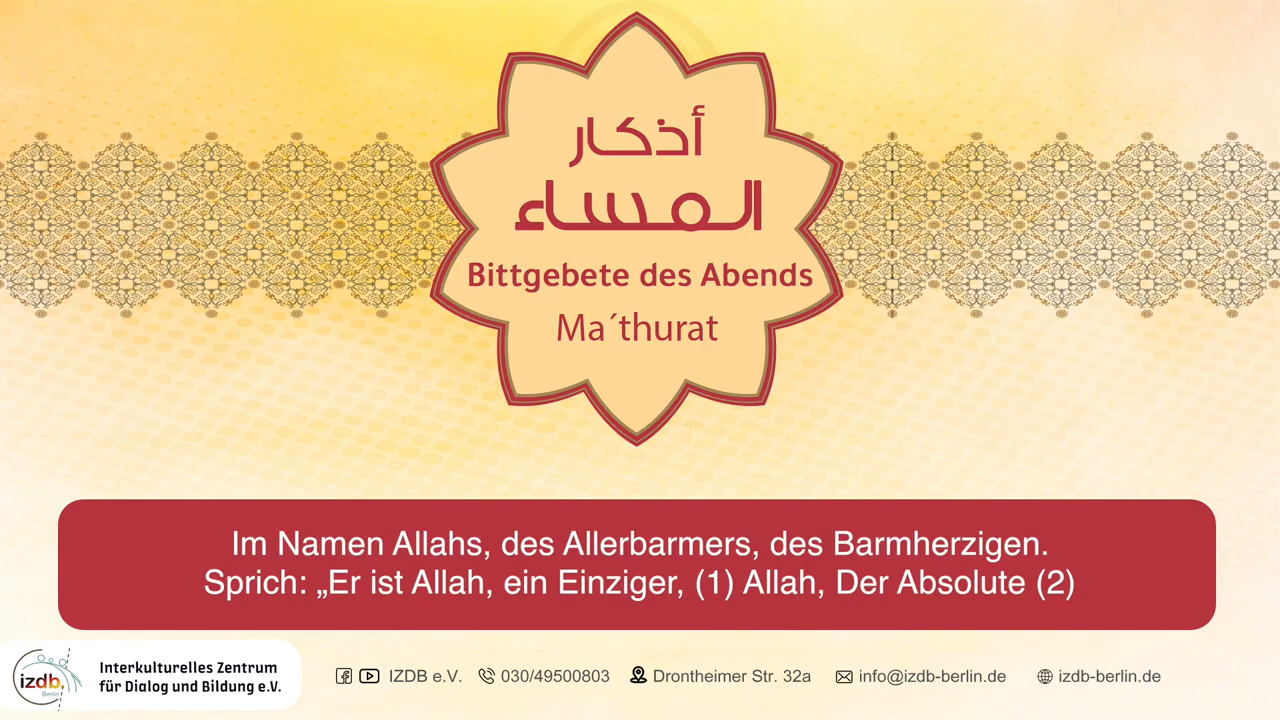 أذكار
المساء
Bittgebete des Abends
Ma´thurat
Im Namen Allahs, des Allerbarmers, des Barmherzigen.
Sprich: „Er ist Allah, ein Einziger, (1) Allah, Der Absolute (2)
izdb.
Berlin
Interkulturelles Zentrum
für Dialog und Bildung e.V.
IZDB e.V. 030/49500803 Drontheimer Str. 32a info@izdb-berlin.de izdb-berlin.de